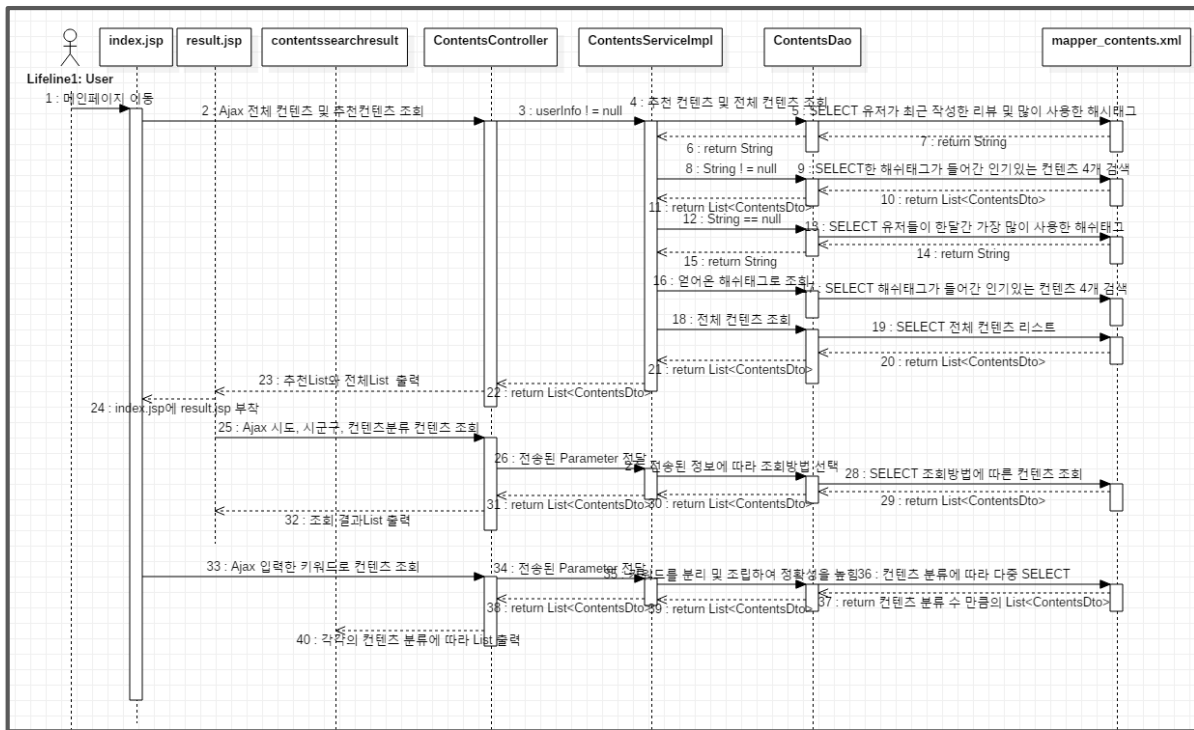 index.jsp
result.jsp
contentssearchresult
ContentsController
ContentsServiceImpl
ContentsDao
mapper_contents.xml
Lifeline1: User
1 : 메인페이지 이동
2 : Ajax 전체 컨텐츠 및 추천컨텐츠 조회
3 : userInfo ! = null
4 : 추천 컨텐츠 및 전체 컨텐츠 조회
5 : SELECT 유저가 최근 작성한 리뷰 및 많이 사용한 해시태그
6 : return String
7 : return String
8 : String ! = null
9 : SELECT한 해쉬태그가 들어간 인기있는 컨텐츠 4개 검색
10 : return List<ContentsDto>
11 : return List<ContentsDto>
12 : String == null
13 : SELECT 유저들이 한달간 가장 많이 사용한 해쉬태그
14 : return String
15 : return String
16 : 얻어온 해쉬태그로 조회
: SELECT 해쉬태그가 들어간 인기있는 컨텐츠 4개 검색
18 : 전체 컨텐츠 조회
19 : SELECT 전체 컨텐츠 리스트
20 : return List<ContentsDto>
21 : return List<ContentsDto>
22 : return List<ContentsDto>
23 : 추천List와 전체List 출력
24 : index.jsp에 result.jsp 부착
25 : Ajax 시도, 시군구, 컨텐츠분류 컨텐츠 조회
26 : 전송된 Parameter 전달
전송된 정보에 따라 조회방법 선택
28 : SELECT 조회방법에 따른 컨텐츠 조회
29 : return List<ContentsDto>
30 : return List<ContentsDto>
31 : return List<ContentsDto>
32 : 조회 결과List 출력
33 : Ajax 입력한 키워드로 컨텐츠 조회
34 : 전송된 Parameter 전달
35 : 키워드를 분리 및 조립하여 정확성을 높힘
36 : 컨텐츠 분류에 따라 다중 SELECT
37 : return 컨텐츠 분류 수 만큼의 List<ContentsDto>
38 : return List<ContentsDto>
39 : return List<ContentsDto>
40 : 각각의 컨텐츠 분류에 따라 List 출력